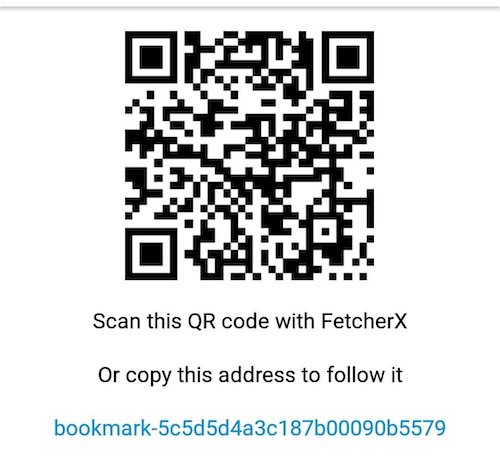 Scan this QR code with FetcherX
Or copy this address to follow it
bookmark-5c5d5d4a3c187b00090b5579